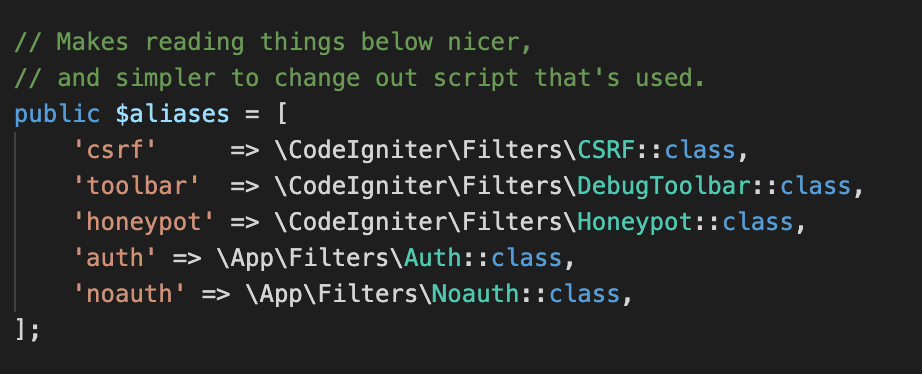 // Makes reading things below nicer,
// and simpler to change out script that's used.
public $aliases = [
    'csrf'     => \CodeIgniter\Filters\CSRF::class,
    'toolbar'  => \CodeIgniter\Filters\DebugToolbar::class,
    'honeypot' => \CodeIgniter\Filters\Honeypot::class,
    'auth' => \App\Filters\Auth::class,
    'noauth' => \App\Filters\Noauth::class,
];